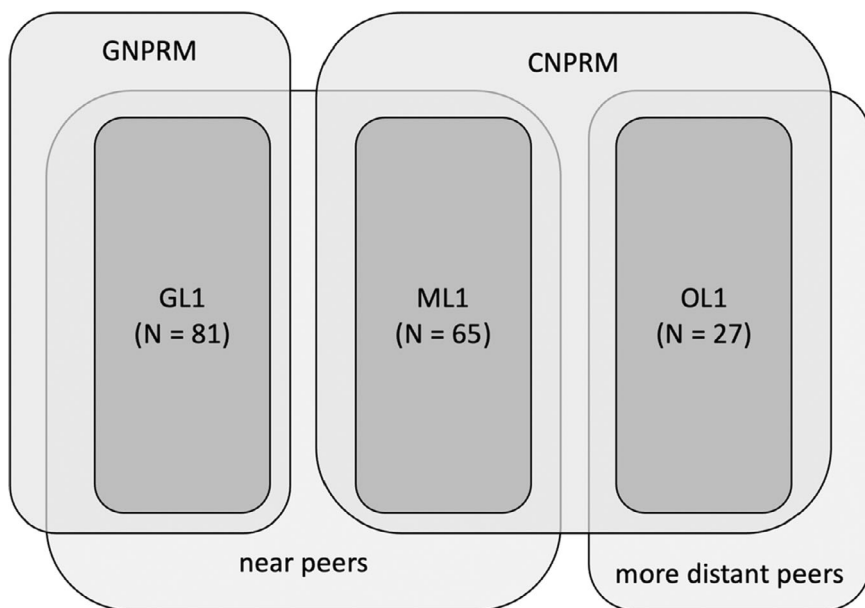 GNPRM
CNPRM
GL1
(N = 81)
ML1
(N = 65)
OL1
(N = 27)
near peers
more distant peers